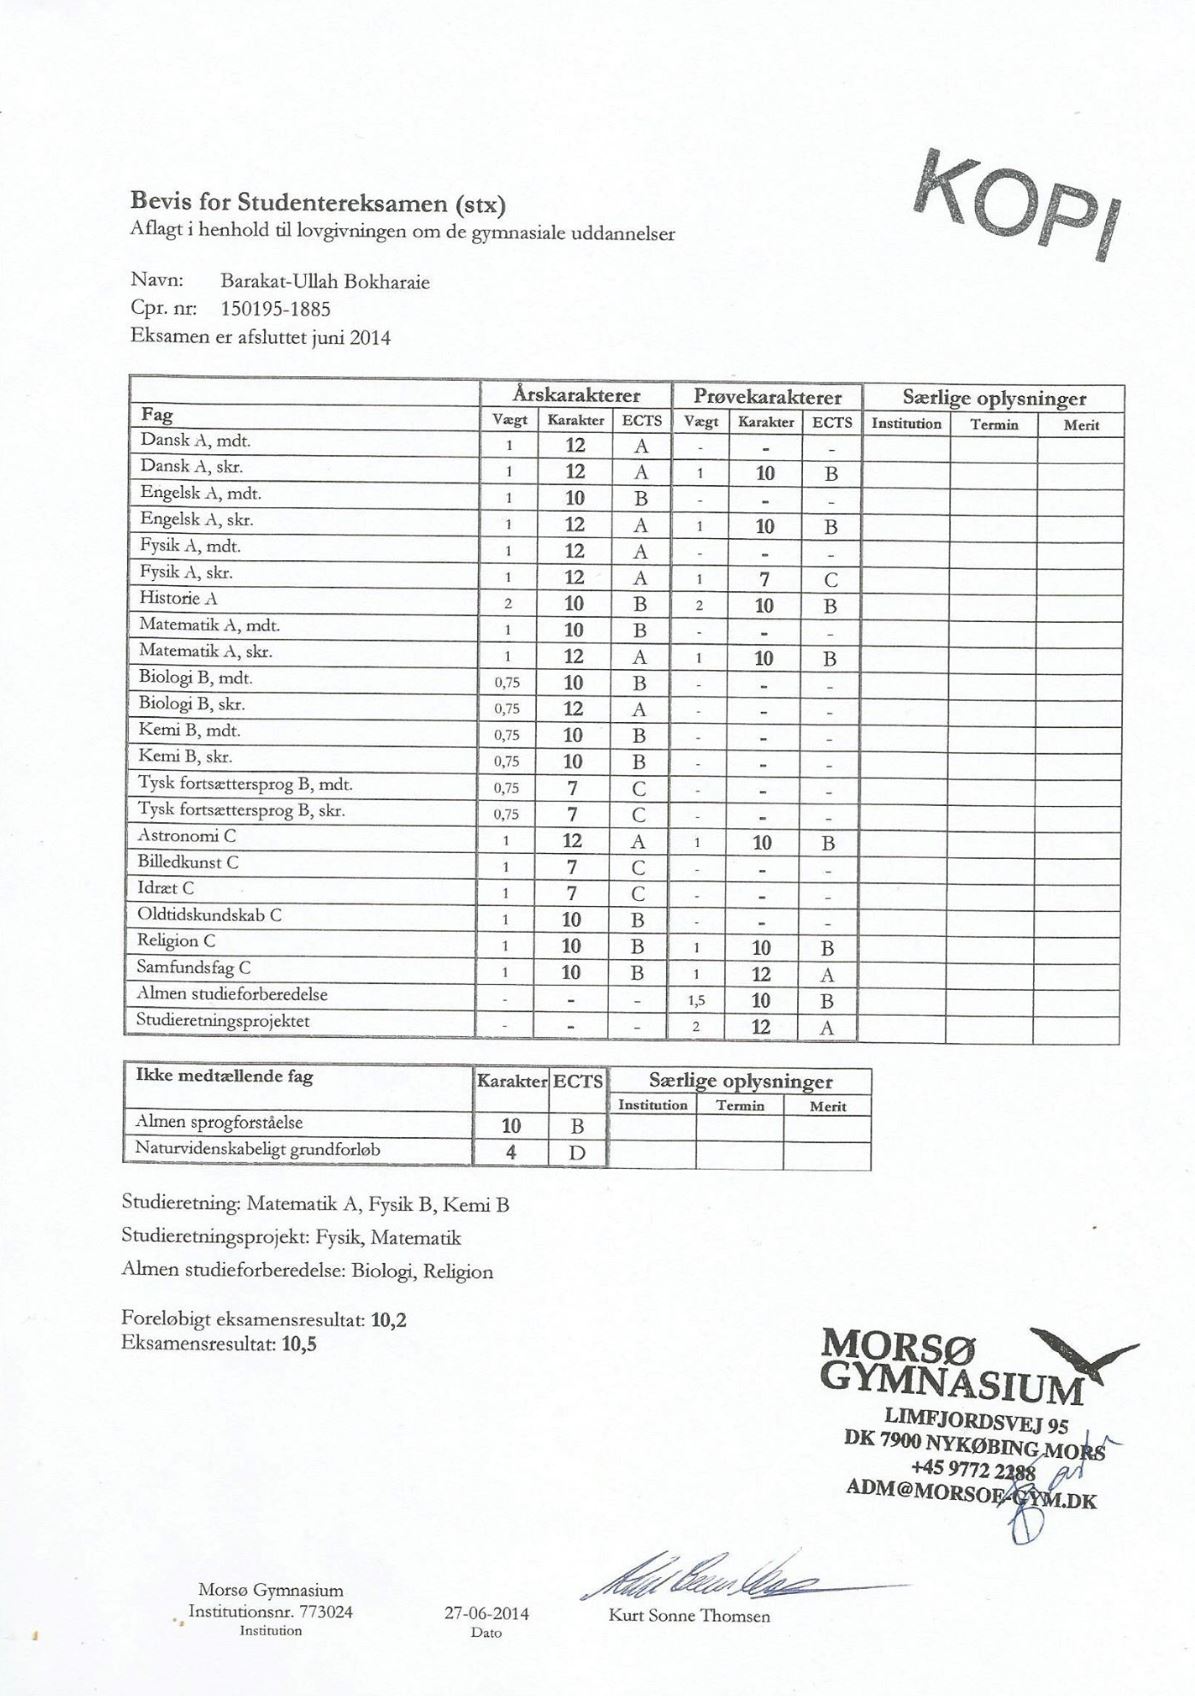 KOPI
Bevis for Studentereksamen (stx)
Aflagt i henhold til lovgivningen om de gymnasiale uddannelser
Navn: Barakat-Ullah Bokharaie
Cpr. nr: 150195-1885
Eksamen er afsluttet juni 2014
Årskarakterer Prøvekarakterer Særlige oplysninger
Fag Vægt Karakter ECTS Vægt Karakter ECTS Institution Termin Merit
Dansk A, mdt. 1 12 A - - -
Dansk A, skr. 1 12 A 1 10 B
Engelsk A, mdt. 1 10 B - - -
Engelsk A, skr. 1 12 A 1 10 B
Fysik A, mdt. 1 12 A - - -
Fysik A, skr. 1 12 A 1 7 C
Historie A 2 10 B 2 10 B
Matematik A, mdt. 1 10 B - - -
Matematik A, skr. 1 12 A 1 10 B
Biologi B, mdt. 0,75 10 B - - -
Biologi B, skr. 0,75 12 A - - -
Kemi B, mdt. 0,75 10 B - - -
Kemi B, skr. 0,75 10 B - - -
Tysk fortsættersprog B, mdt. 0,75 7 C - - -
Tysk fortsættersprog B, skr. 0,75 7 C - - -
Astronomi C 1 12 A 1 10 B
Billedkunst C 1 7 C - - -
Idræt C 1 7 C - - -
Oldtidskundskab C 1 10 B - - -
Religion C 1 10 B 1 10 B
Samfundsfag C 1 10 B 1 12 A
Almen studieforberedelse - - - 1,5 10 B
Studieretningsprojektet - - - 2 12 A
Ikke medtællende fag Karakter ECTS Særlige oplysninger
Institution Termin Merit
Almen sprogforståelse 10 B
Naturvidenskabeligt grundforløb 4 D
Studieretning: Matematik A, Fysik B, Kemi B
Studieretningsprojekt: Fysik, Matematik
Almen studieforberedelse: Biologi, Religion
Foreløbigt eksamensresultat: 10,2
Eksamensresultat: 10,5
MORSØ
GYMNASIUM
LIMFJORDSVEJ 95
DK 7900 NYKØBING MORS
+45 9772 2288
ADM@MORSOE-GYM.DK
Morsø Gymnasium
Institutionsnr. 773024 27-06-2014 Kurt Sonne Thomsen
Institution Dato